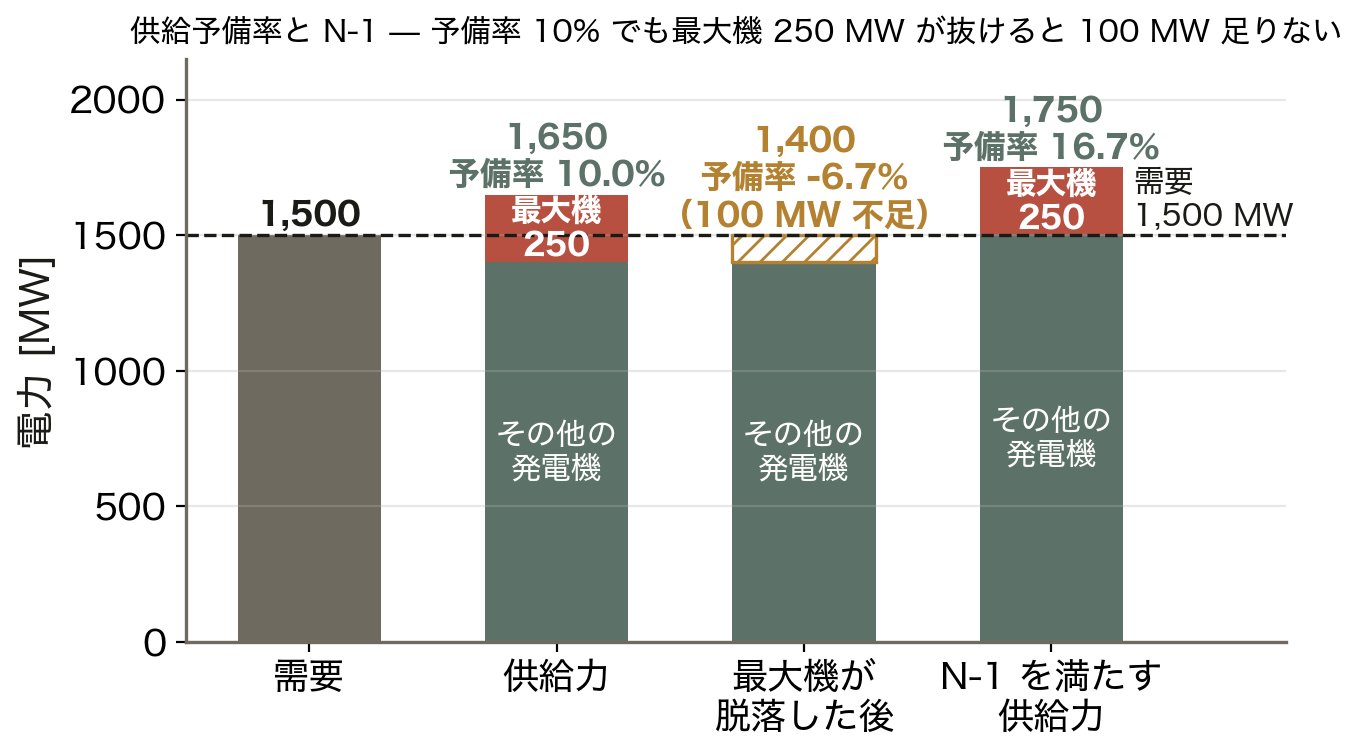 供給予備率と N-1 — 予備率 10% でも最大機 250 MW が抜けると 100 MW 足りない
電力 [MW]
2000
1500
1000
500
0
1,500
1,650
予備率 10.0%
最大機
250
その他の
発電機
1,400
予備率 -6.7%
(100 MW 不足)
その他の
発電機
1,750
予備率 16.7%
最大機
250
その他の
発電機
需要
1,500 MW
需要
供給力
最大機が
脱落した後
N-1 を満たす
供給力